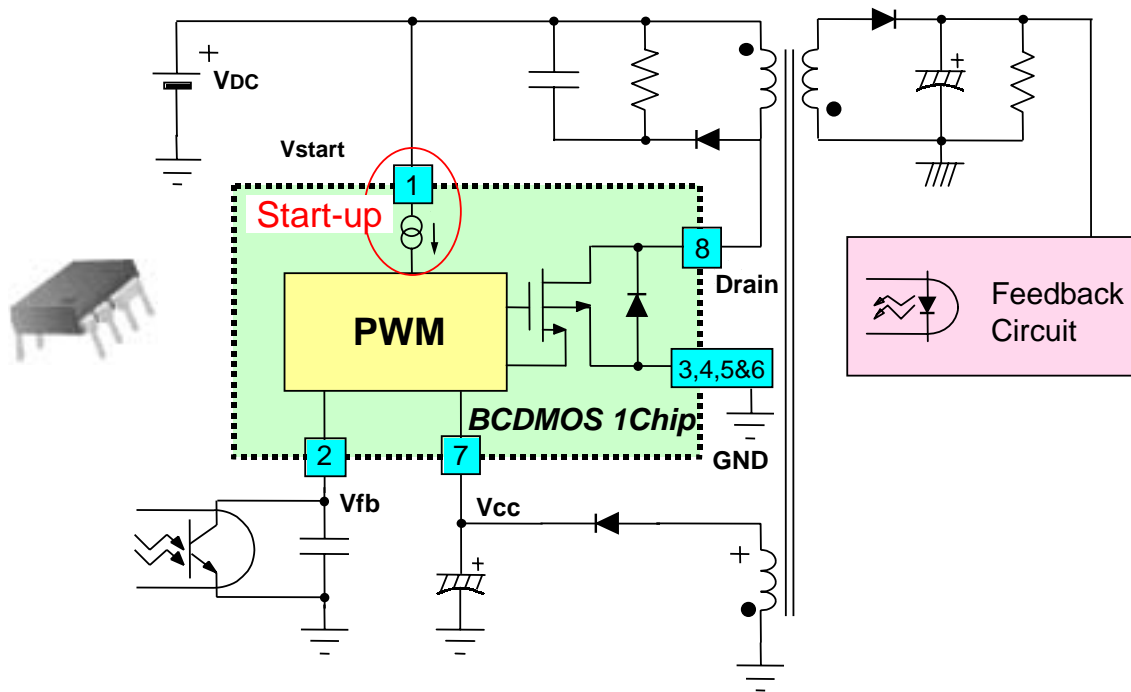 +
VDC
+
Vstart
1
Start-up
8
Drain
Feedback
Circuit
PWM
3,4,5&6
BCDMOS 1Chip
2
7
GND
Vfb
Vcc
+
+